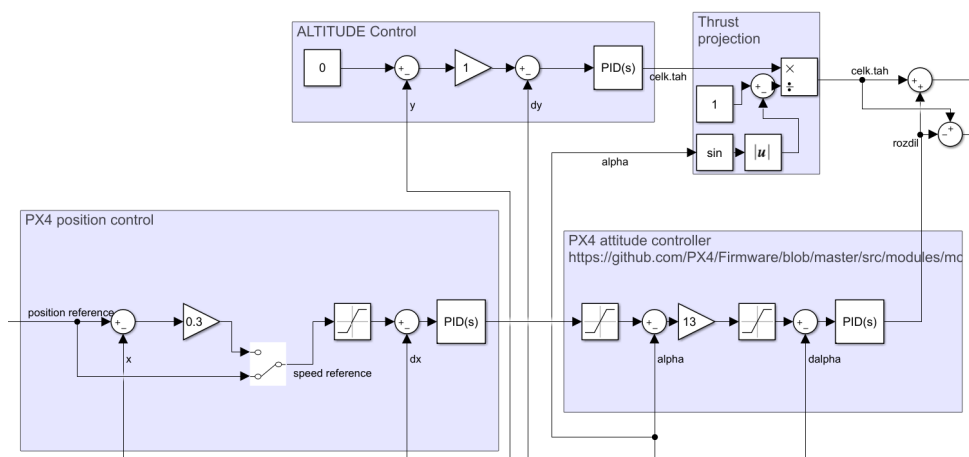 ALTITUDE Control
0
+
−
1
+
−
PID(s)
celk.tah
y
dy
Thrust
projection
×
÷
1
+
−
sin
|u|
alpha
celk.tah
+
+
−
+
rozdil
PX4 position control
position reference
+
−
x
0.3
speed reference
+
−
dx
PID(s)
PX4 attitude controller
https://github.com/PX4/Firmware/blob/master/src/modules/mc
+
−
alpha
13
+
−
dalpha
PID(s)